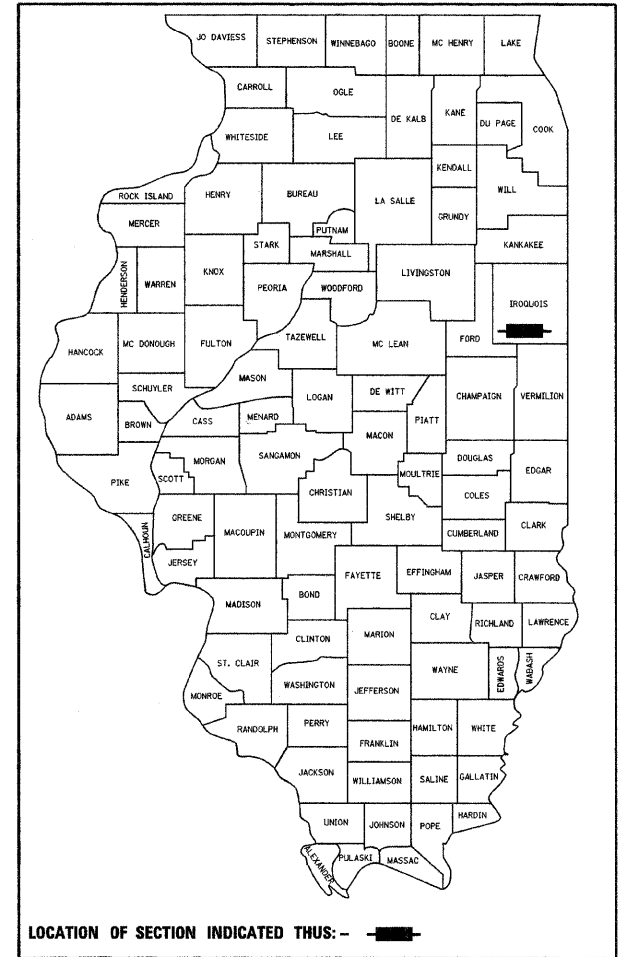 JO DAVIESS STEPHENSON WINNEBAGO BOONE MC HENRY LAKE
CARROLL OGLE DE KALB KANE DU PAGE COOK
WHITESIDE LEE
KENDALL WILL
ROCK ISLAND HENRY BUREAU LA SALLE GRUNDY
MERCER PUTNAM
STARK MARSHALL KANKAKEE
HENDERSON WARREN KNOX PEORIA WOODFORD LIVINGSTON IROQUOIS
HANCOCK MC DONOUGH FULTON TAZEWELL MC LEAN FORD
SCHUYLER MASON LOGAN DE WITT CHAMPAIGN VERMILION
ADAMS BROWN CASS MENARD MACON PIATT
PIKE SCOTT MORGAN SANGAMON CHRISTIAN MOULTRIE DOUGLAS EDGAR
COLES
CALHOUN GREENE MACOUPIN MONTGOMERY SHELBY CUMBERLAND CLARK
JERSEY FAYETTE EFFINGHAM JASPER CRAWFORD
MADISON BOND
CLAY RICHLAND LAWRENCE
CLINTON MARION
ST. CLAIR WAYNE EDWARDS WABASH
MONROE WASHINGTON JEFFERSON
RANDOLPH PERRY HAMILTON WHITE
FRANKLIN
JACKSON WILLIAMSON SALINE GALLATIN
UNION JOHNSON POPE HARDIN
ALEXANDER PULASKI MASSAC
LOCATION OF SECTION INDICATED THUS: -